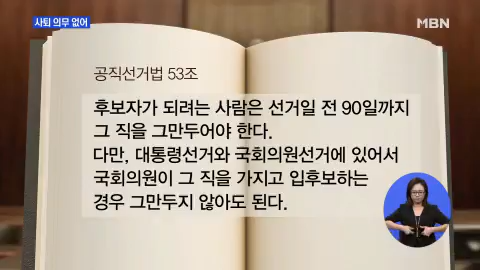 사퇴 의무 없어
MBN
공직선거법 53조
후보자가 되려는 사람은 선거일 전 90일까지
그 직을 그만두어야 한다.
다만, 대통령선거와 국회의원선거에 있어서
국회의원이 그 직을 가지고 입후보하는
경우 그만두지 않아도 된다.